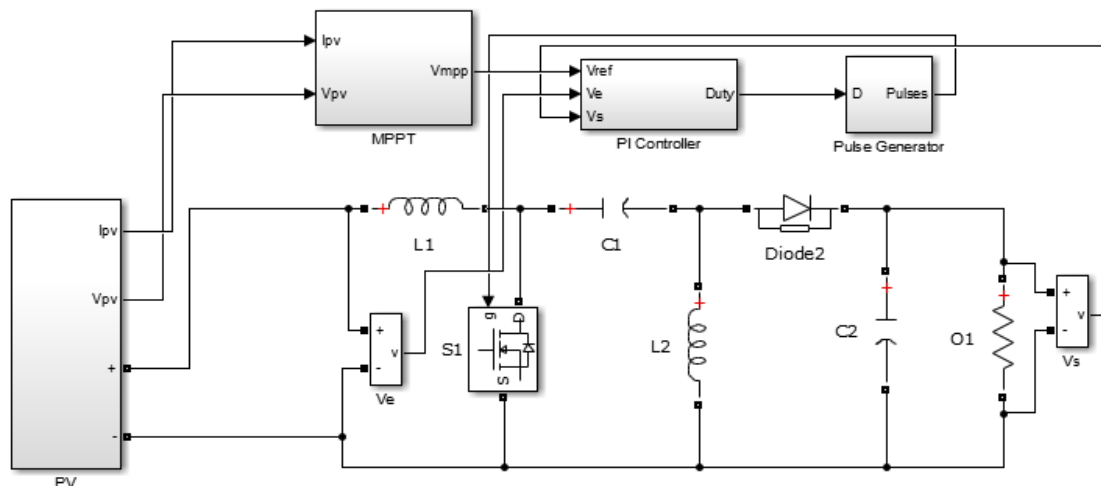 Ipv
Vpv
Vmpp
MPPT
Vref
Ve
Vs
Duty
PI Controller
D
Pulses
Pulse Generator
Ipv
Vpv
+
-
PV
+
L1
+
C1
Diode2
+
-
v
Ve
g
D
S
S1
+
L2
+
C2
+
O1
+
-
v
Vs